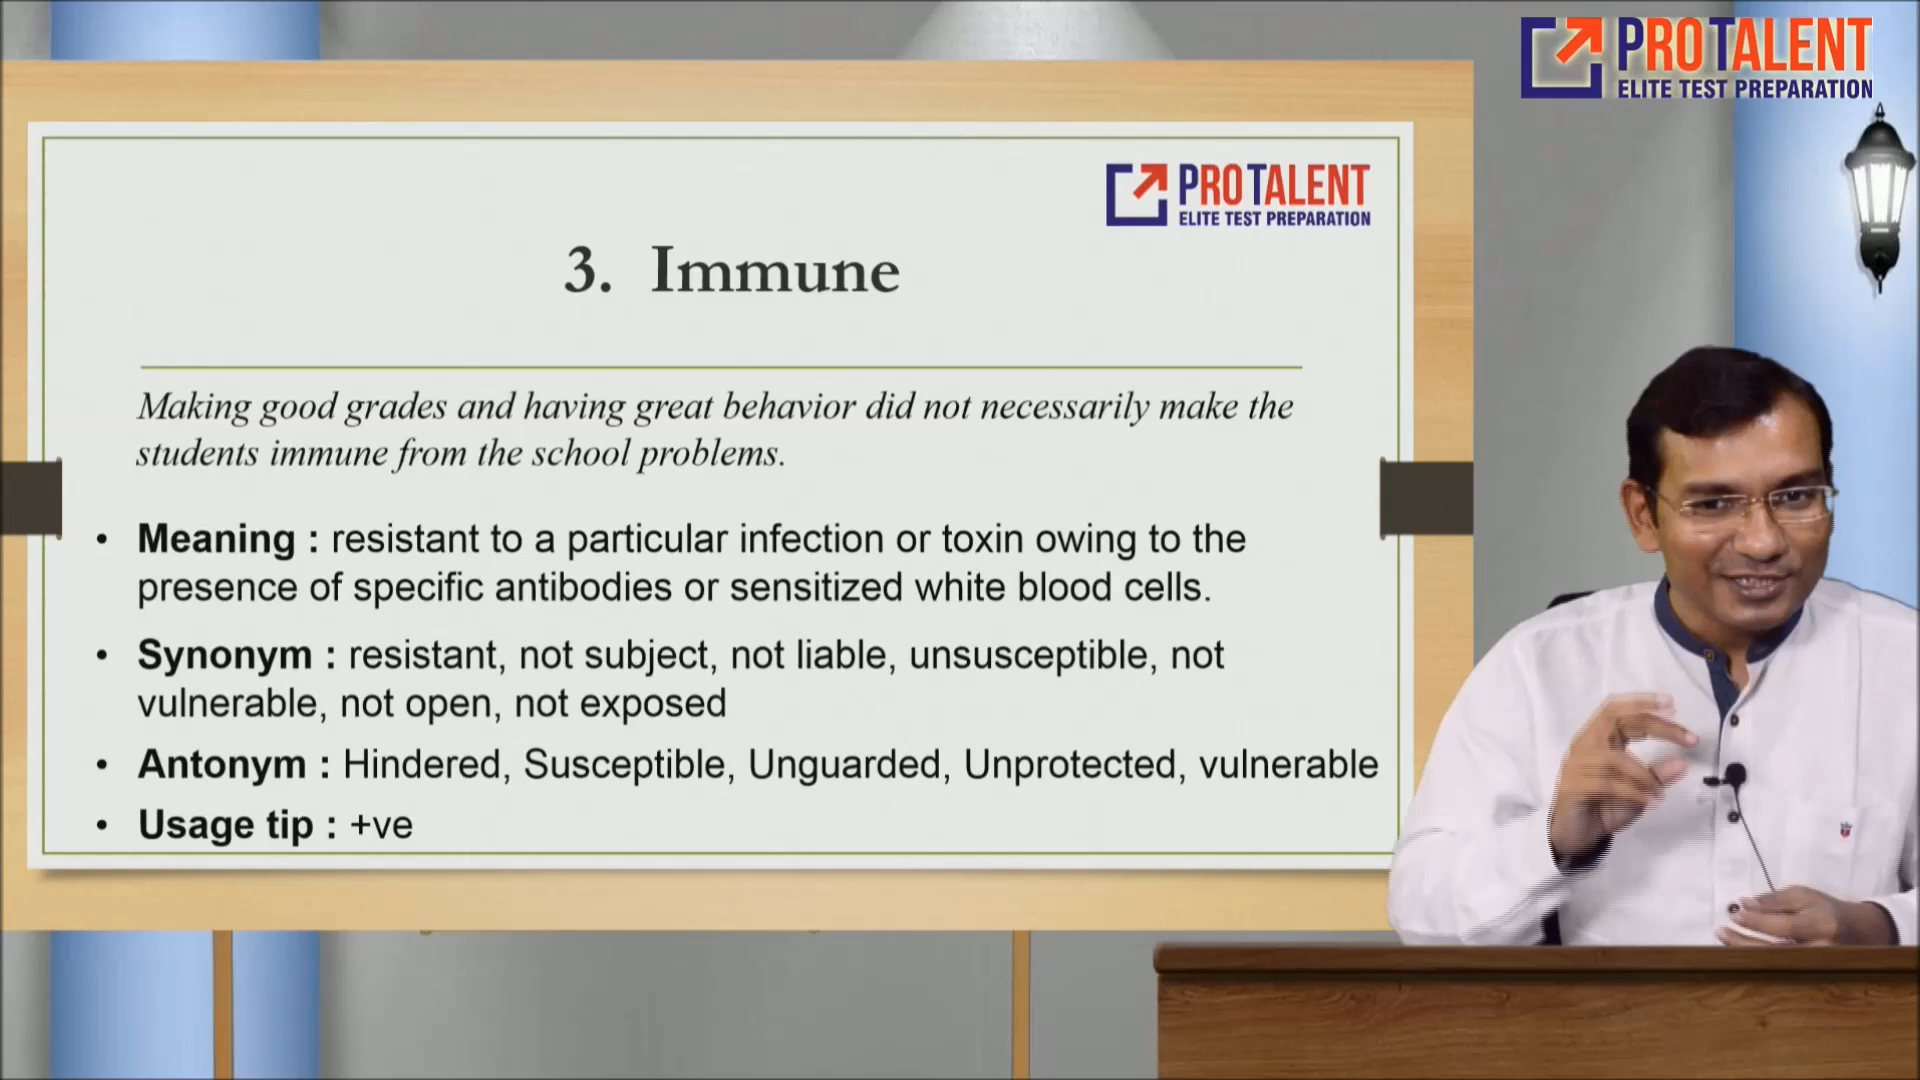 PROTALENT
ELITE TEST PREPARATION
PROTALENT
ELITE TEST PREPARATION
3. Immune
Making good grades and having great behavior did not necessarily make the
students immune from the school problems.
• Meaning : resistant to a particular infection or toxin owing to the
presence of specific antibodies or sensitized white blood cells.
• Synonym : resistant, not subject, not liable, unsusceptible, not
vulnerable, not open, not exposed
• Antonym : Hindered, Susceptible, Unguarded, Unprotected, vulnerable
• Usage tip : +ve